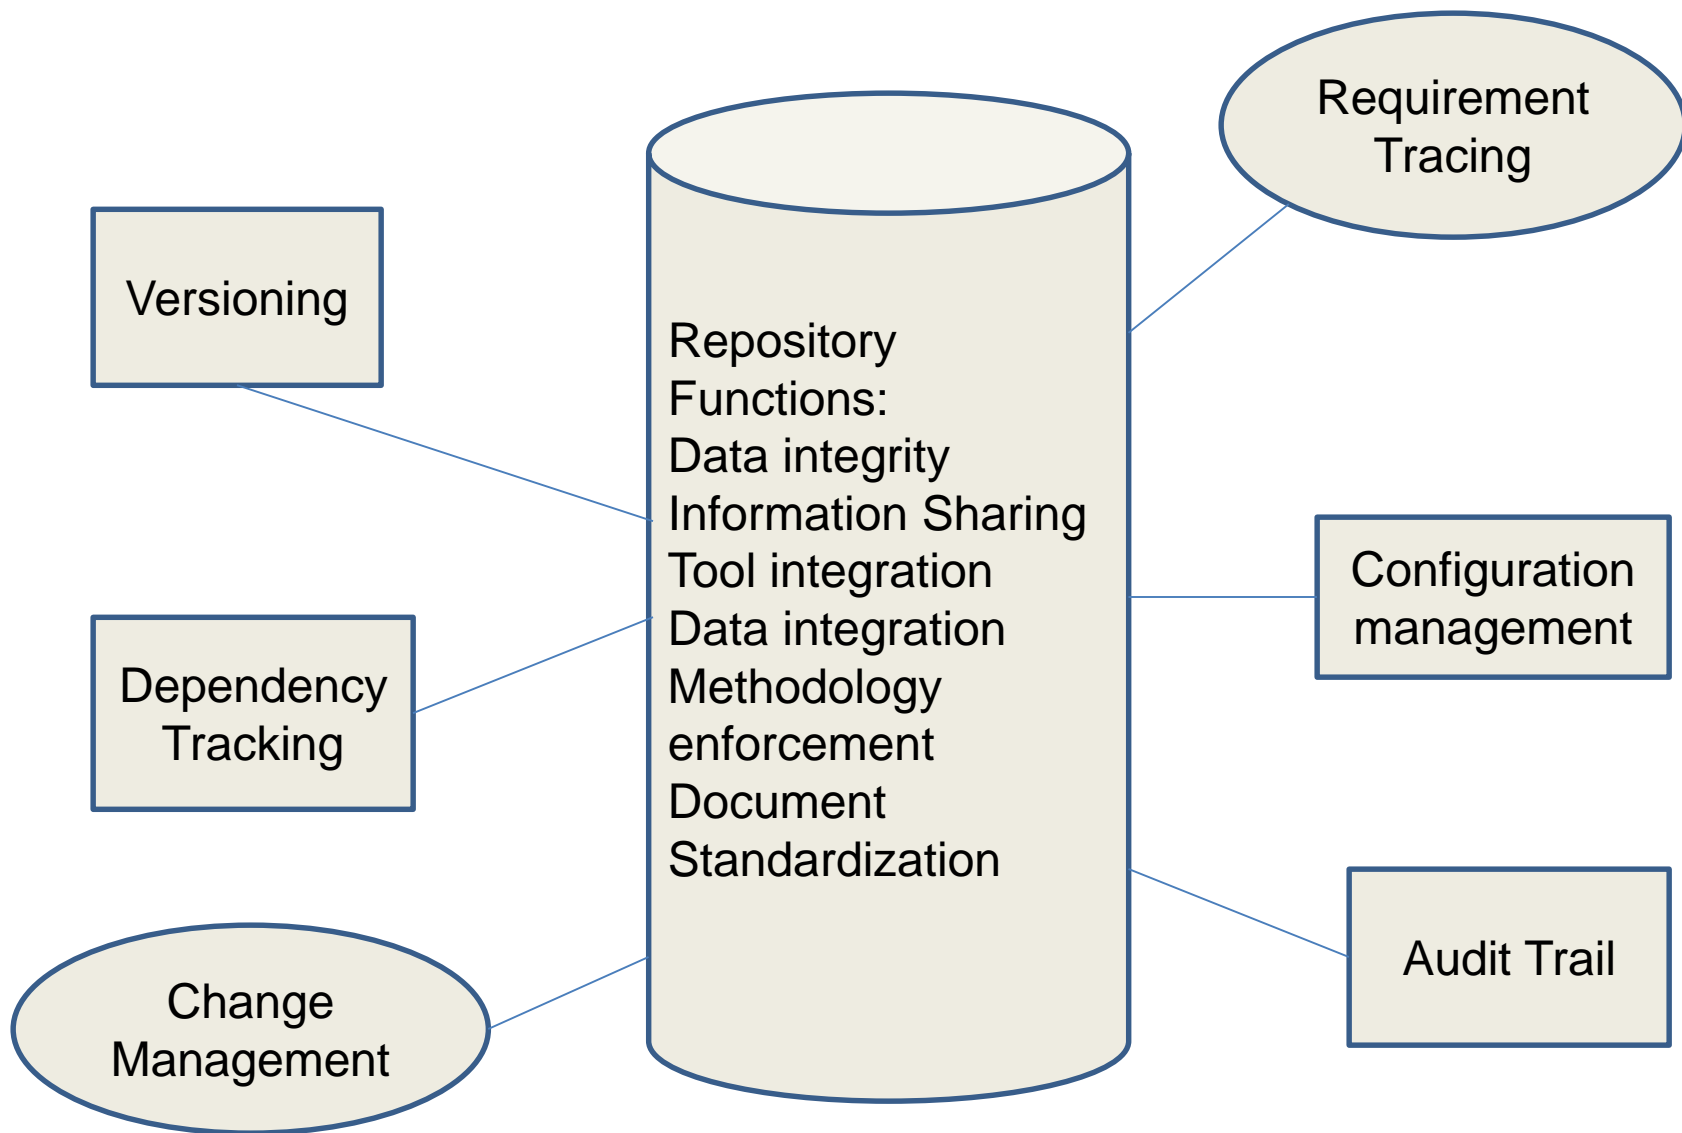 Requirement
Tracing
Versioning
Repository
Functions:
Data integrity
Information Sharing
Tool integration
Data integration
Methodology
enforcement
Document
Standardization
Configuration
management
Dependency
Tracking
Audit Trail
Change
Management